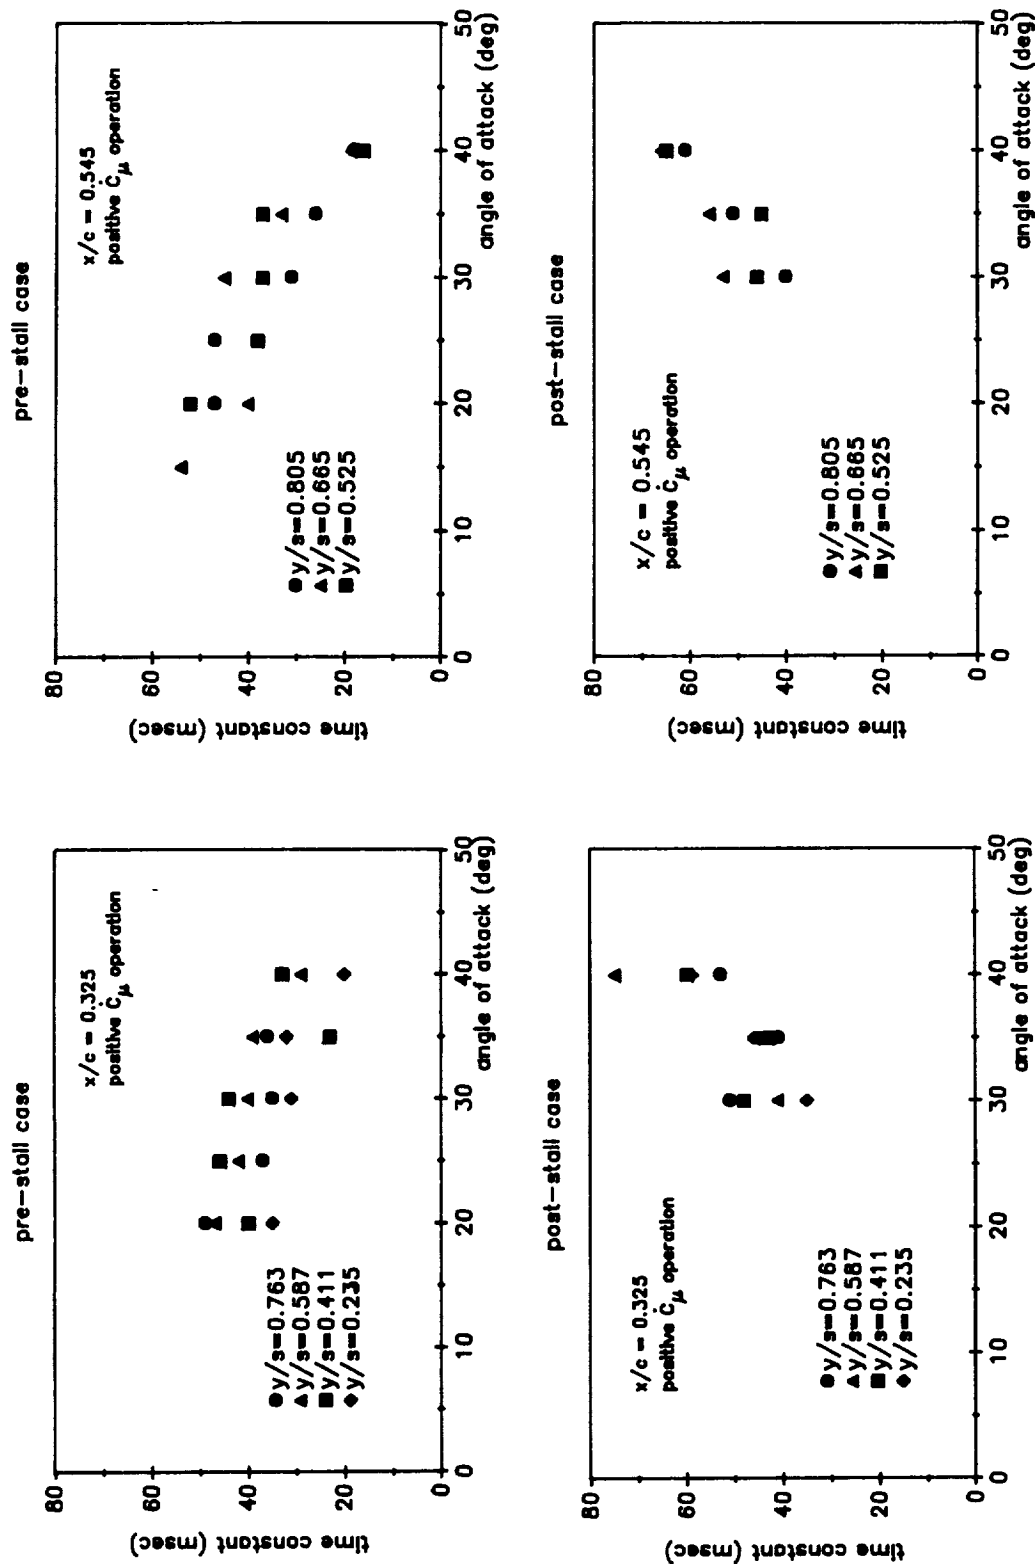 pre-stall case
80
60
40
20
0
time constant (msec)
x/c = 0.325
positive Ċμ operation
y/s=0.763
y/s=0.587
y/s=0.411
y/s=0.235
0 10 20 30 40 50
angle of attack (deg)
pre-stall case
80
60
40
20
0
time constant (msec)
x/c = 0.545
positive Ċμ operation
y/s=0.805
y/s=0.665
y/s=0.525
0 10 20 30 40 50
angle of attack (deg)
post-stall case
80
60
40
20
0
time constant (msec)
x/c = 0.325
positive Ċμ operation
y/s=0.763
y/s=0.587
y/s=0.411
y/s=0.235
0 10 20 30 40 50
angle of attack (deg)
post-stall case
80
60
40
20
0
time constant (msec)
x/c = 0.545
positive Ċμ operation
y/s=0.805
y/s=0.665
y/s=0.525
0 10 20 30 40 50
angle of attack (deg)